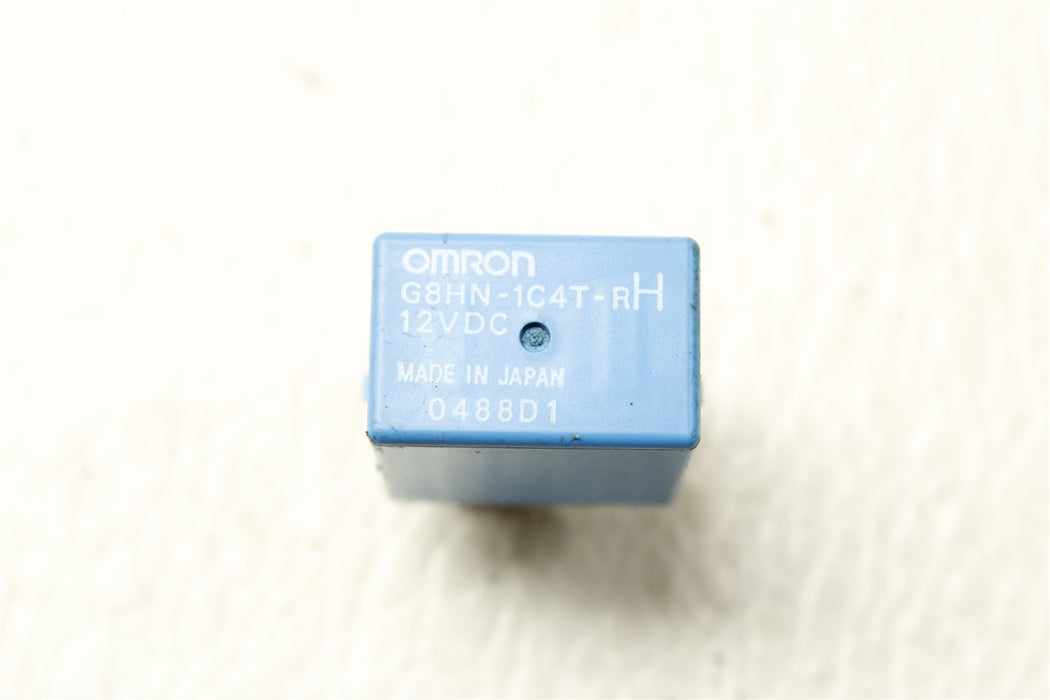 OMRON
G8HN-1C4T-RH
12VDC
MADE IN JAPAN
0488D1